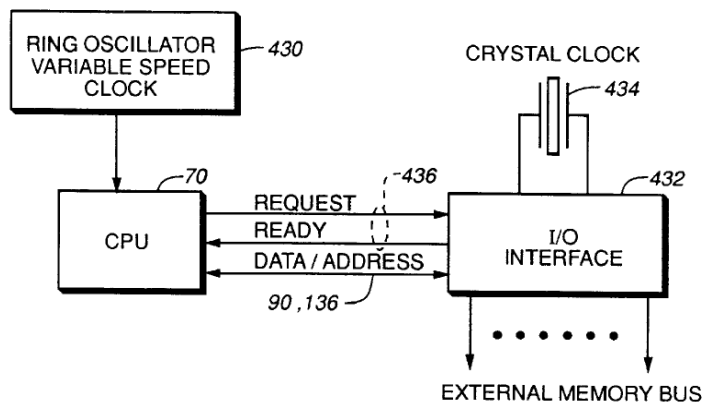 RING OSCILLATOR
VARIABLE SPEED
CLOCK
430
CRYSTAL CLOCK
434
70
CPU
REQUEST
436
READY
DATA / ADDRESS
90 ,136
432
I/O
INTERFACE
EXTERNAL MEMORY BUS